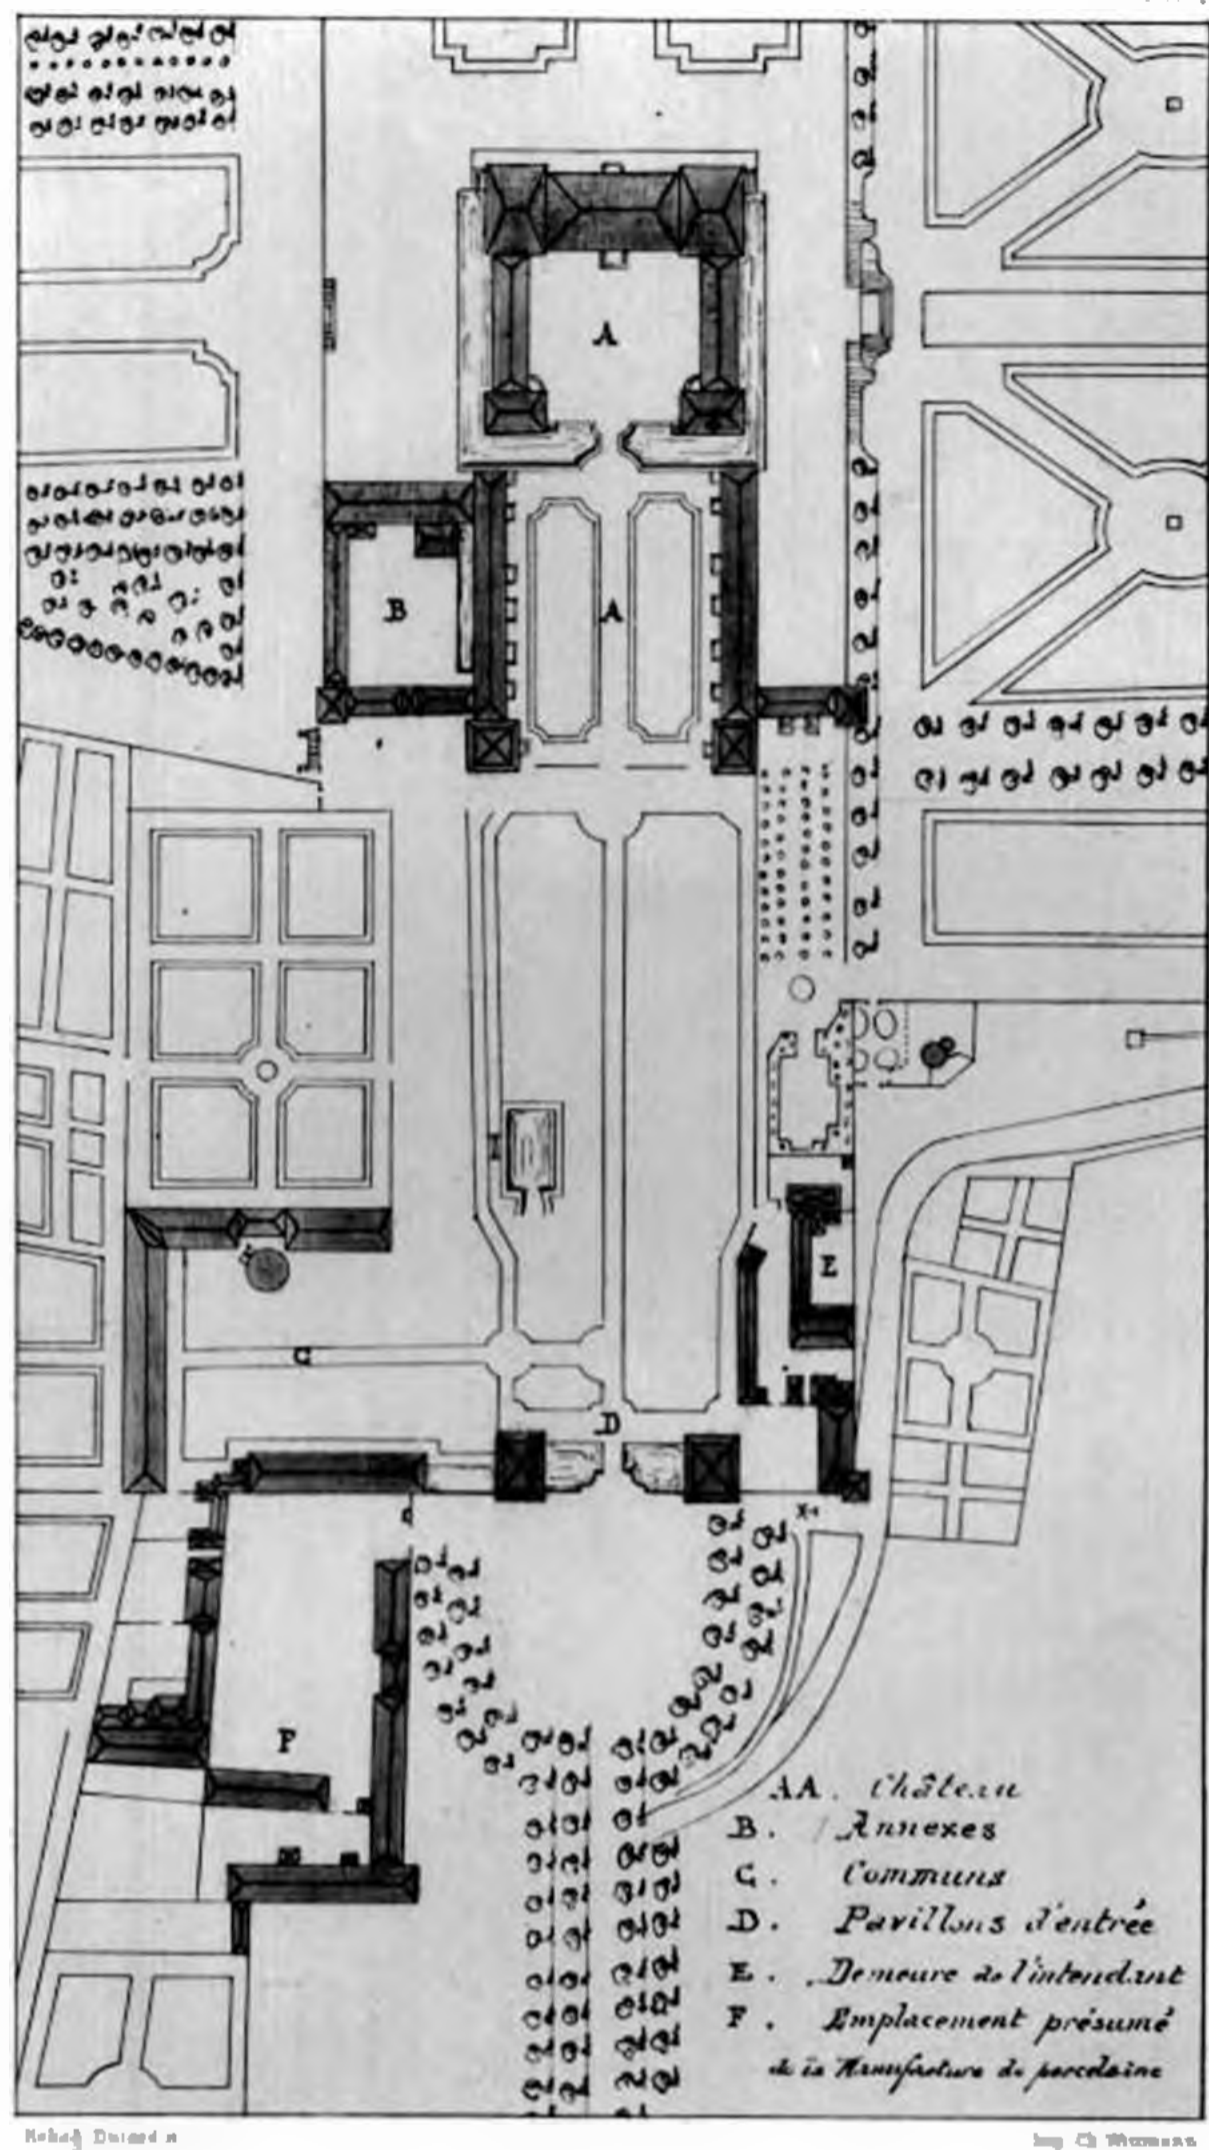 A
B
A
E
C
D
F
AA. Château
B. Annexes
C. Communs
D. Pavillons d'entrée
E. Demeure de l'intendant
F. Emplacement présumé
de la Manufacture de porcelaine